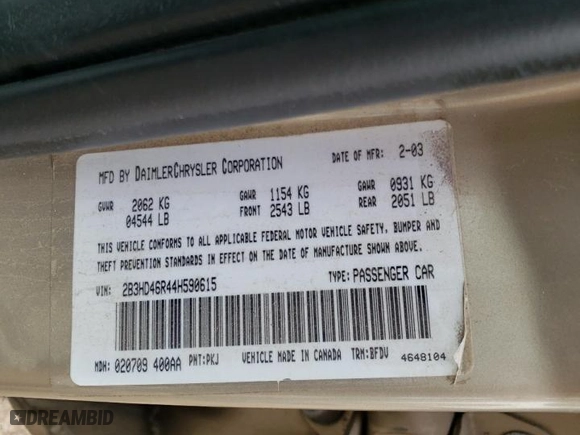 MFD BY DAIMLERCHRYSLER CORPORATION DATE OF MFR: 2-03
GVWR 2062 KG GAWR 1154 KG GAWR 0931 KG
04544 LB FRONT 2543 LB REAR 2051 LB
THIS VEHICLE CONFORMS TO ALL APPLICABLE FEDERAL MOTOR VEHICLE SAFETY, BUMPER AND
THEFT PREVENTION STANDARDS IN EFFECT ON THE DATE OF MANUFACTURE SHOWN ABOVE.
VIN: 2B3HD46R44H590615 TYPE: PASSENGER CAR
MDH: 020709 400AA PNT: PKJ VEHICLE MADE IN CANADA TRM: BFDV 4648104
DREAMBID